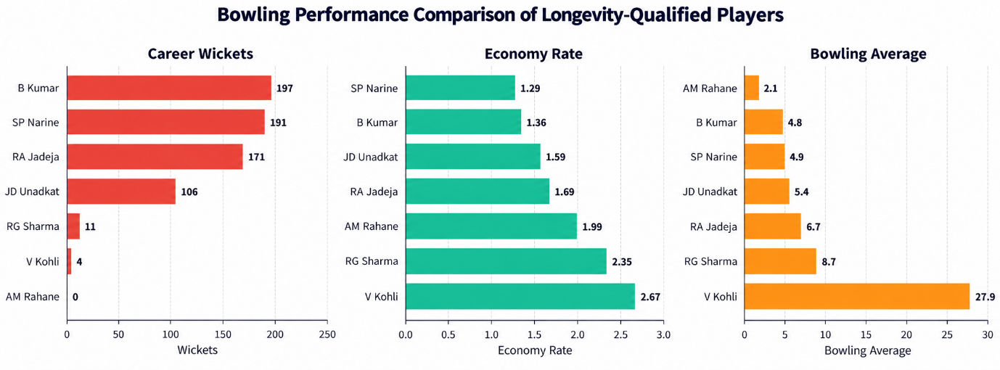 Bowling Performance Comparison of Longevity-Qualified Players
Career Wickets
B Kumar 197
SP Narine 191
RA Jadeja 171
JD Unadkat 106
RG Sharma 11
V Kohli 4
AM Rahane 0
0 50 100 150 200 250
Wickets
Economy Rate
SP Narine 1.29
B Kumar 1.36
JD Unadkat 1.59
RA Jadeja 1.69
AM Rahane 1.99
RG Sharma 2.35
V Kohli 2.67
0.0 0.5 1.0 1.5 2.0 2.5 3.0
Economy Rate
Bowling Average
AM Rahane 2.1
B Kumar 4.8
SP Narine 4.9
JD Unadkat 5.4
RA Jadeja 6.7
RG Sharma 8.7
V Kohli 27.9
0 5 10 15 20 25 30
Bowling Average